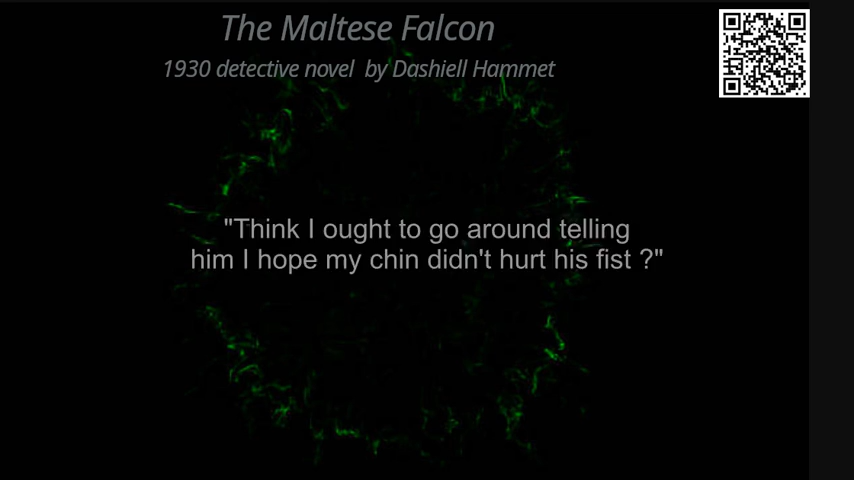 The Maltese Falcon
1930 detective novel  by Dashiell Hammet
"Think I ought to go around telling
him I hope my chin didn't hurt his fist ?"